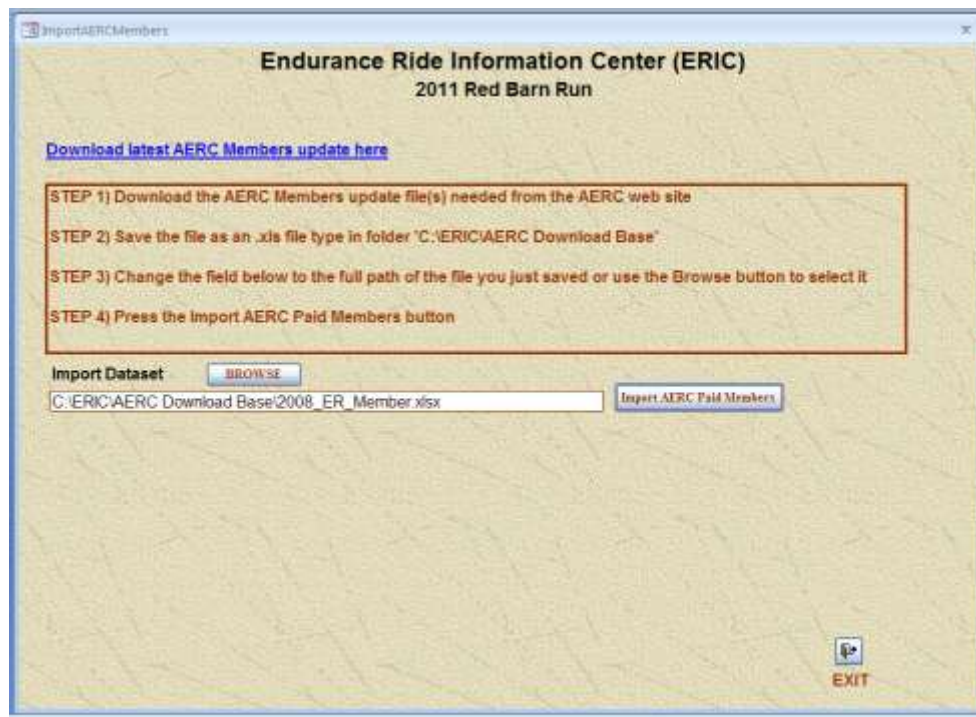 ImportAERCMembers
Endurance Ride Information Center (ERIC)
2011 Red Barn Run
Download latest AERC Members update here
STEP 1) Download the AERC Members update file(s) needed from the AERC web site
STEP 2) Save the file as an .xls file type in folder 'C:\ERIC\AERC Download Base'
STEP 3) Change the field below to the full path of the file you just saved or use the Browse button to select it
STEP 4) Press the Import AERC Paid Members button
Import Dataset BROWSE
C:\ERIC\AERC Download Base\2008_ER_Member.xlsx Import AERC Paid Members
EXIT